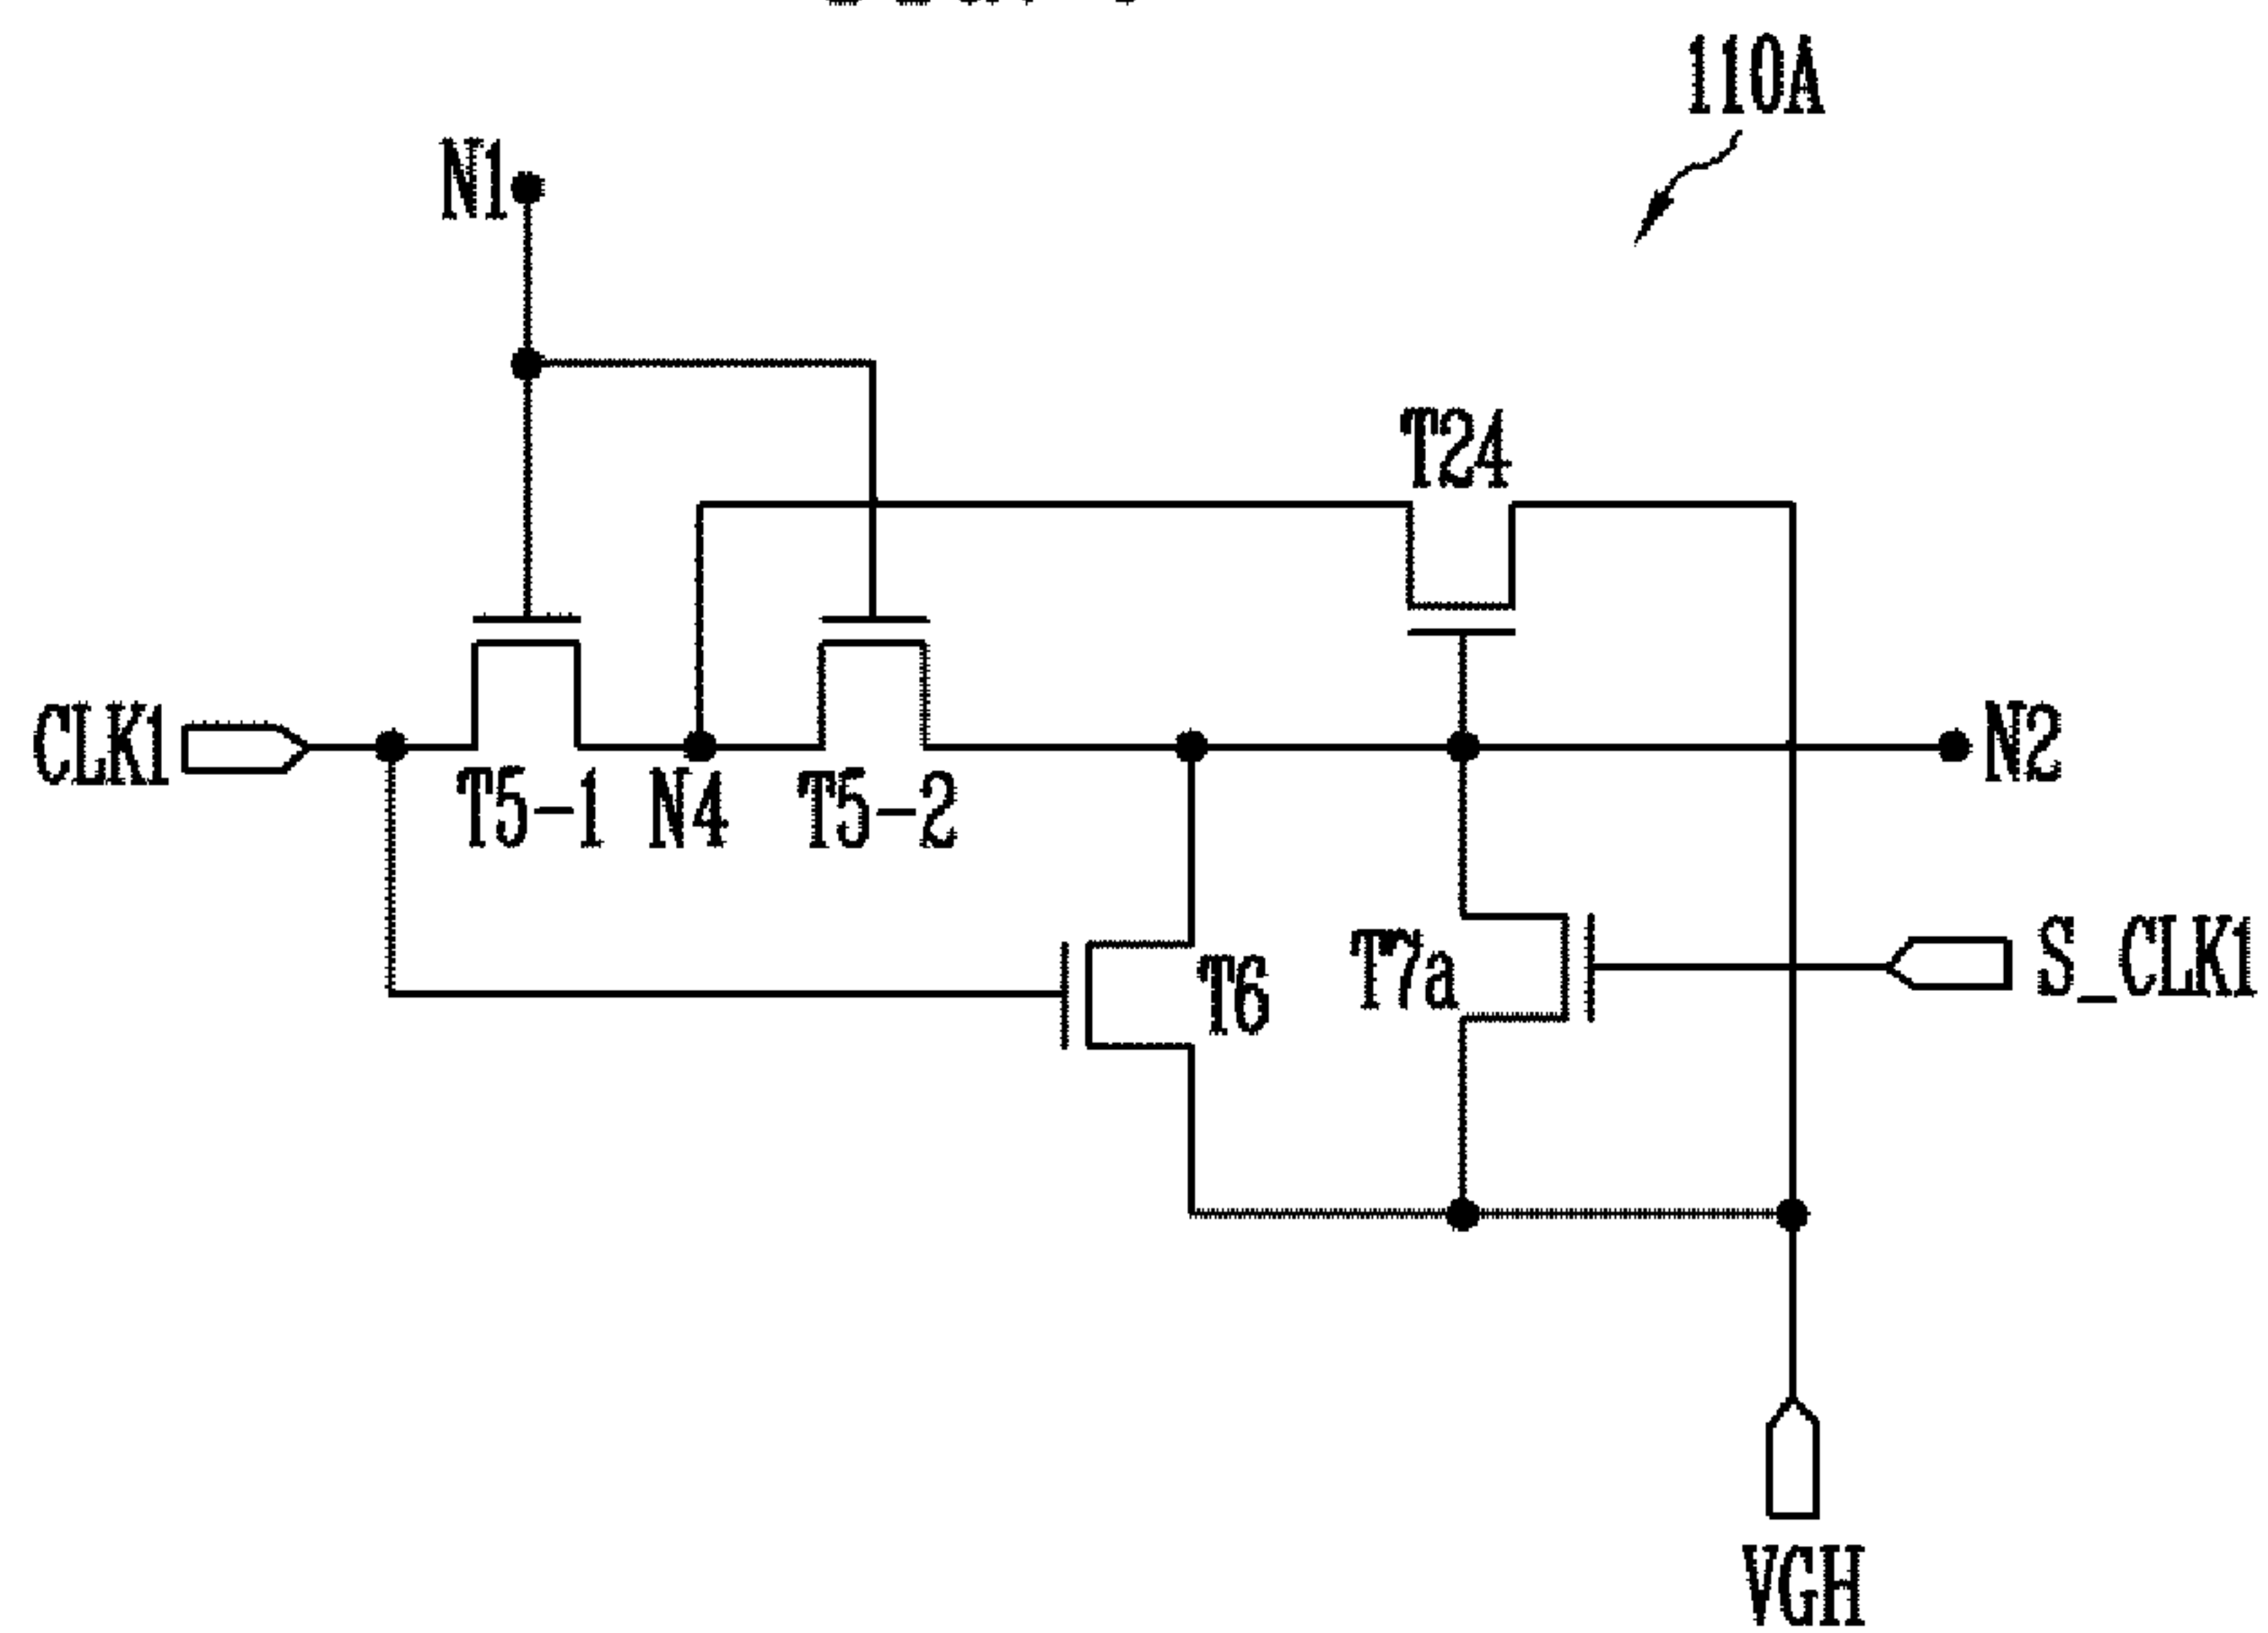 110A
N1
T24
CLK1
N2
T5-1
N4
T5-2
T6
T7a
S_CLK1
VGH